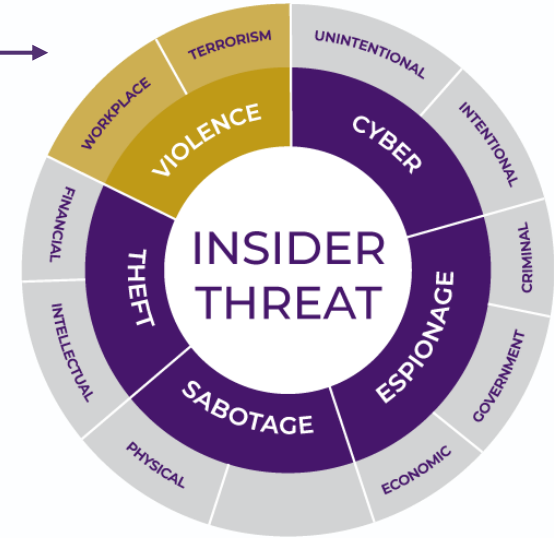 INSIDER
THREAT
VIOLENCE
WORKPLACE
TERRORISM
CYBER
UNINTENTIONAL
INTENTIONAL
ESPIONAGE
CRIMINAL
GOVERNMENT
ECONOMIC
SABOTAGE
PHYSICAL
THEFT
INTELLECTUAL
FINANCIAL